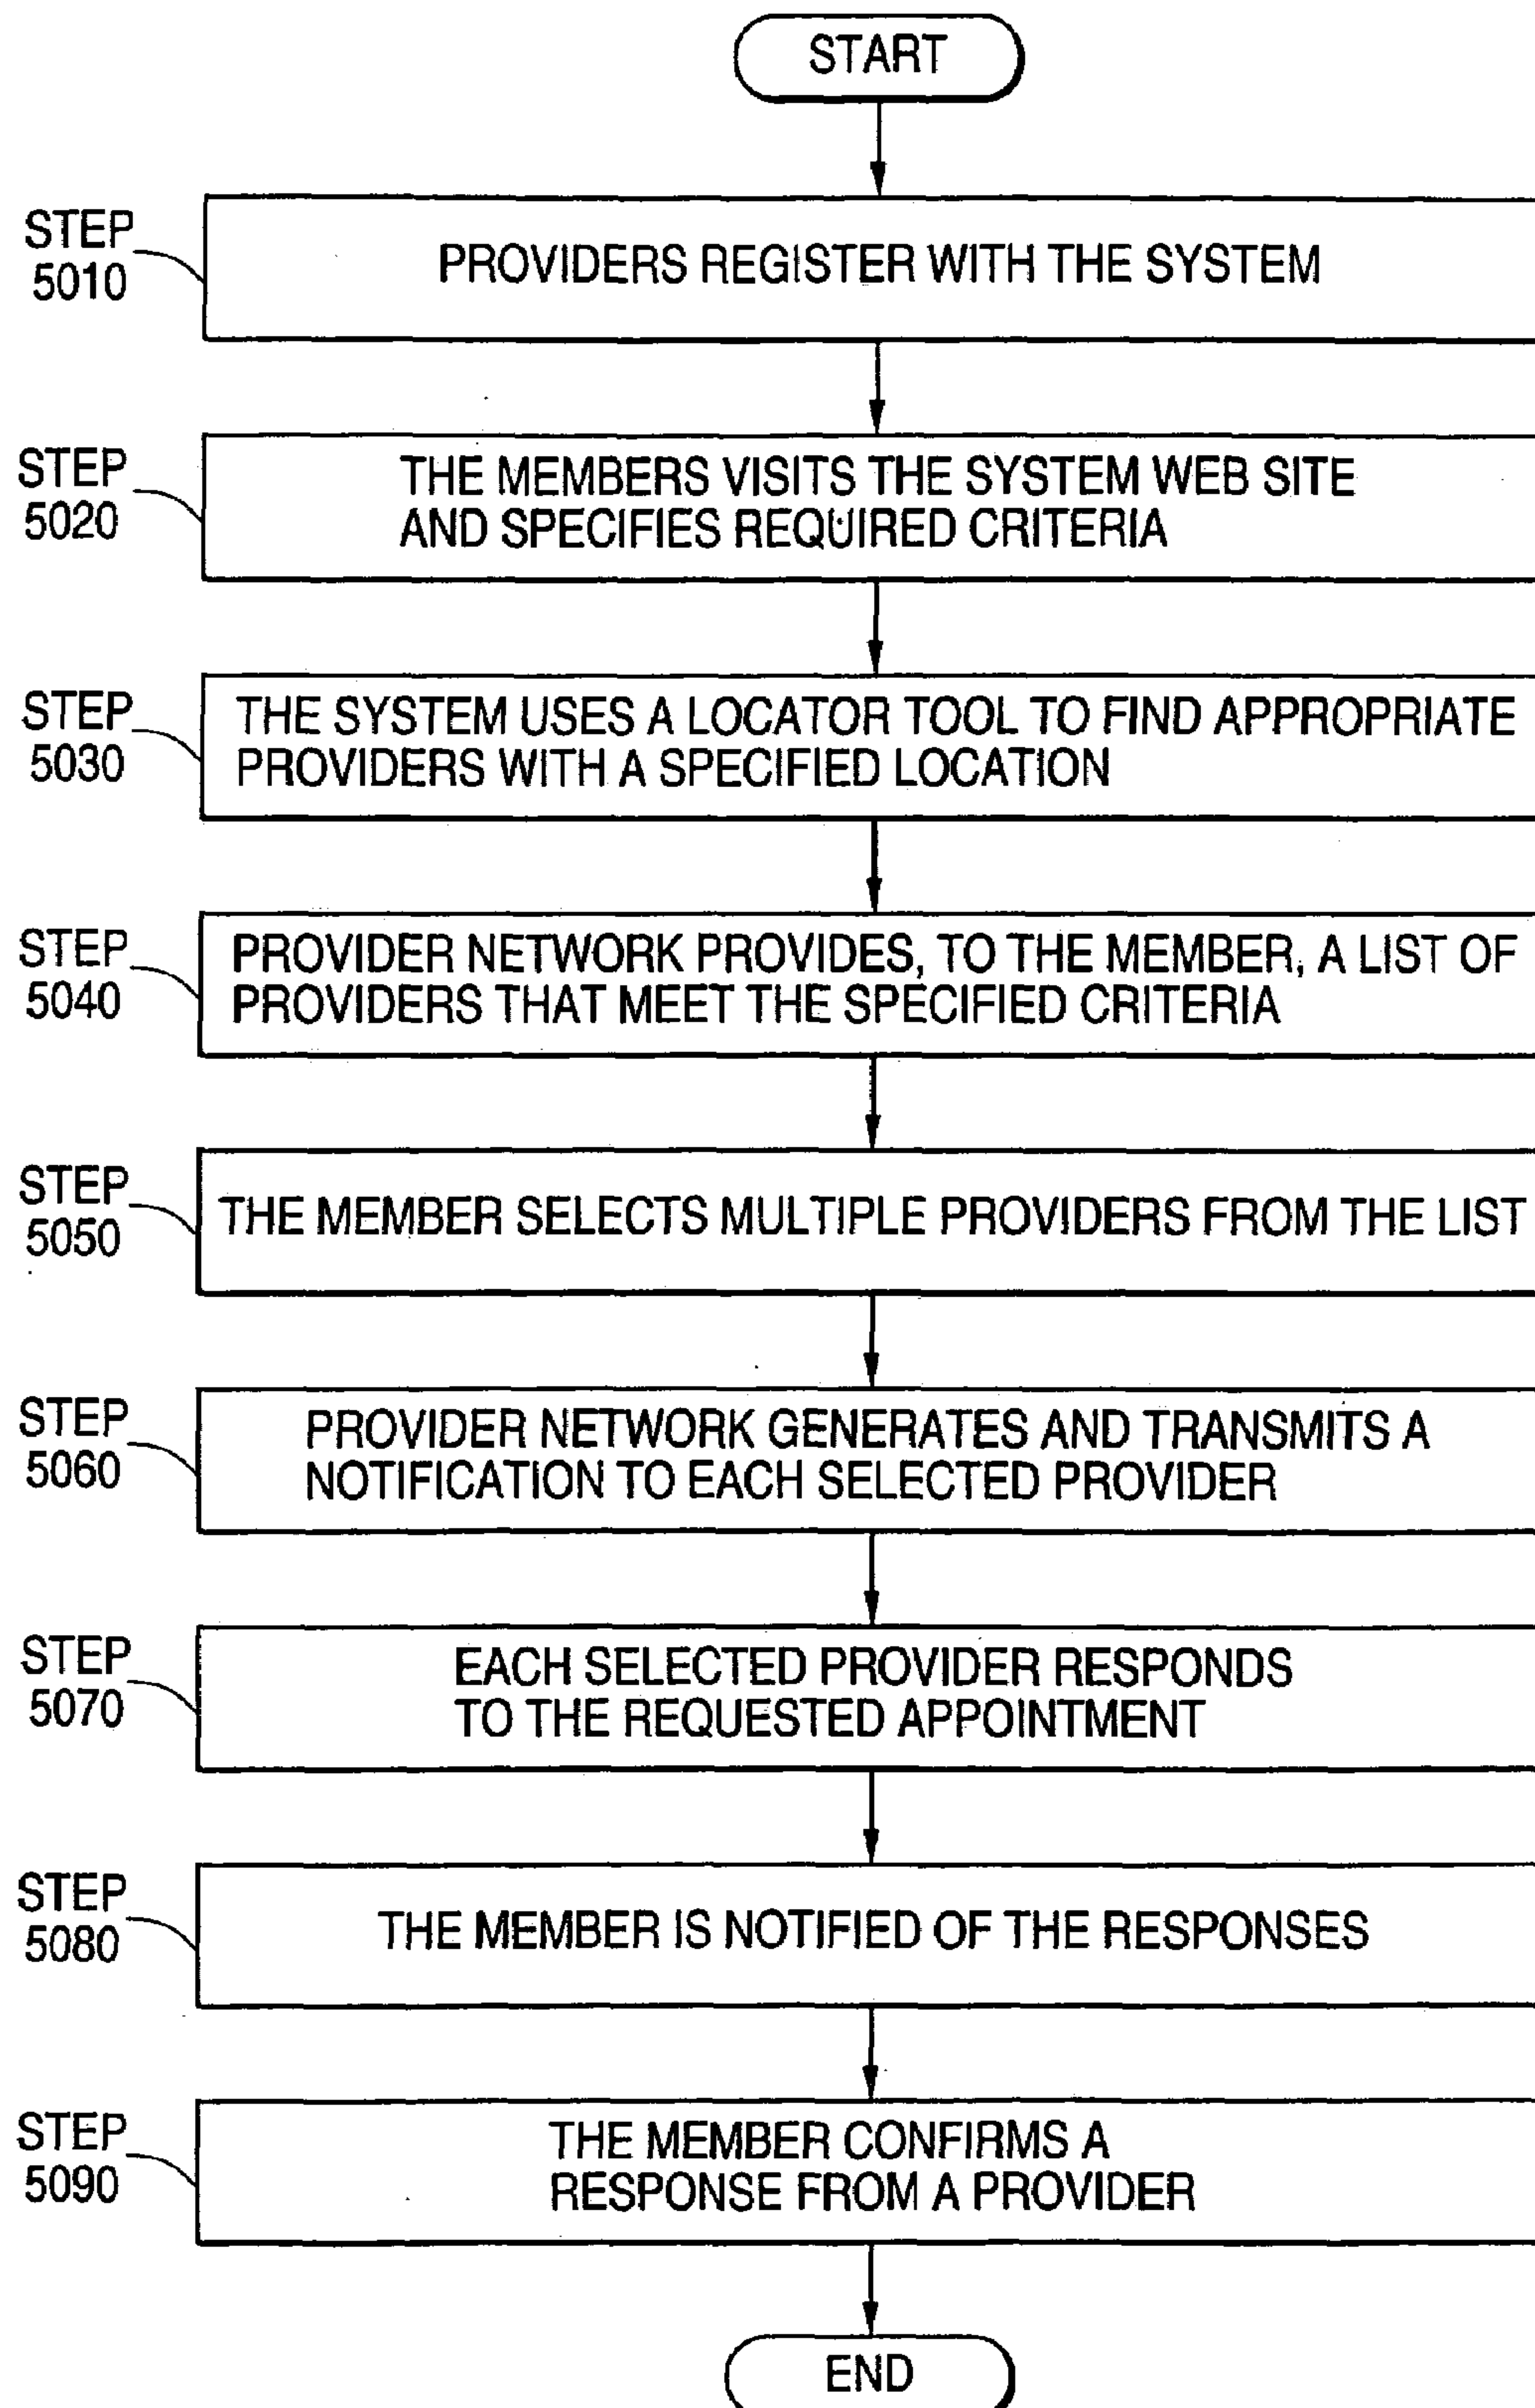 START
STEP
5010
PROVIDERS REGISTER WITH THE SYSTEM
STEP
5020
THE MEMBERS VISITS THE SYSTEM WEB SITE
AND SPECIFIES REQUIRED CRITERIA
STEP
5030
THE SYSTEM USES A LOCATOR TOOL TO FIND APPROPRIATE
PROVIDERS WITH A SPECIFIED LOCATION
STEP
5040
PROVIDER NETWORK PROVIDES, TO THE MEMBER, A LIST OF
PROVIDERS THAT MEET THE SPECIFIED CRITERIA
STEP
5050
THE MEMBER SELECTS MULTIPLE PROVIDERS FROM THE LIST
STEP
5060
PROVIDER NETWORK GENERATES AND TRANSMITS A
NOTIFICATION TO EACH SELECTED PROVIDER
STEP
5070
EACH SELECTED PROVIDER RESPONDS
TO THE REQUESTED APPOINTMENT
STEP
5080
THE MEMBER IS NOTIFIED OF THE RESPONSES
STEP
5090
THE MEMBER CONFIRMS A
RESPONSE FROM A PROVIDER
END